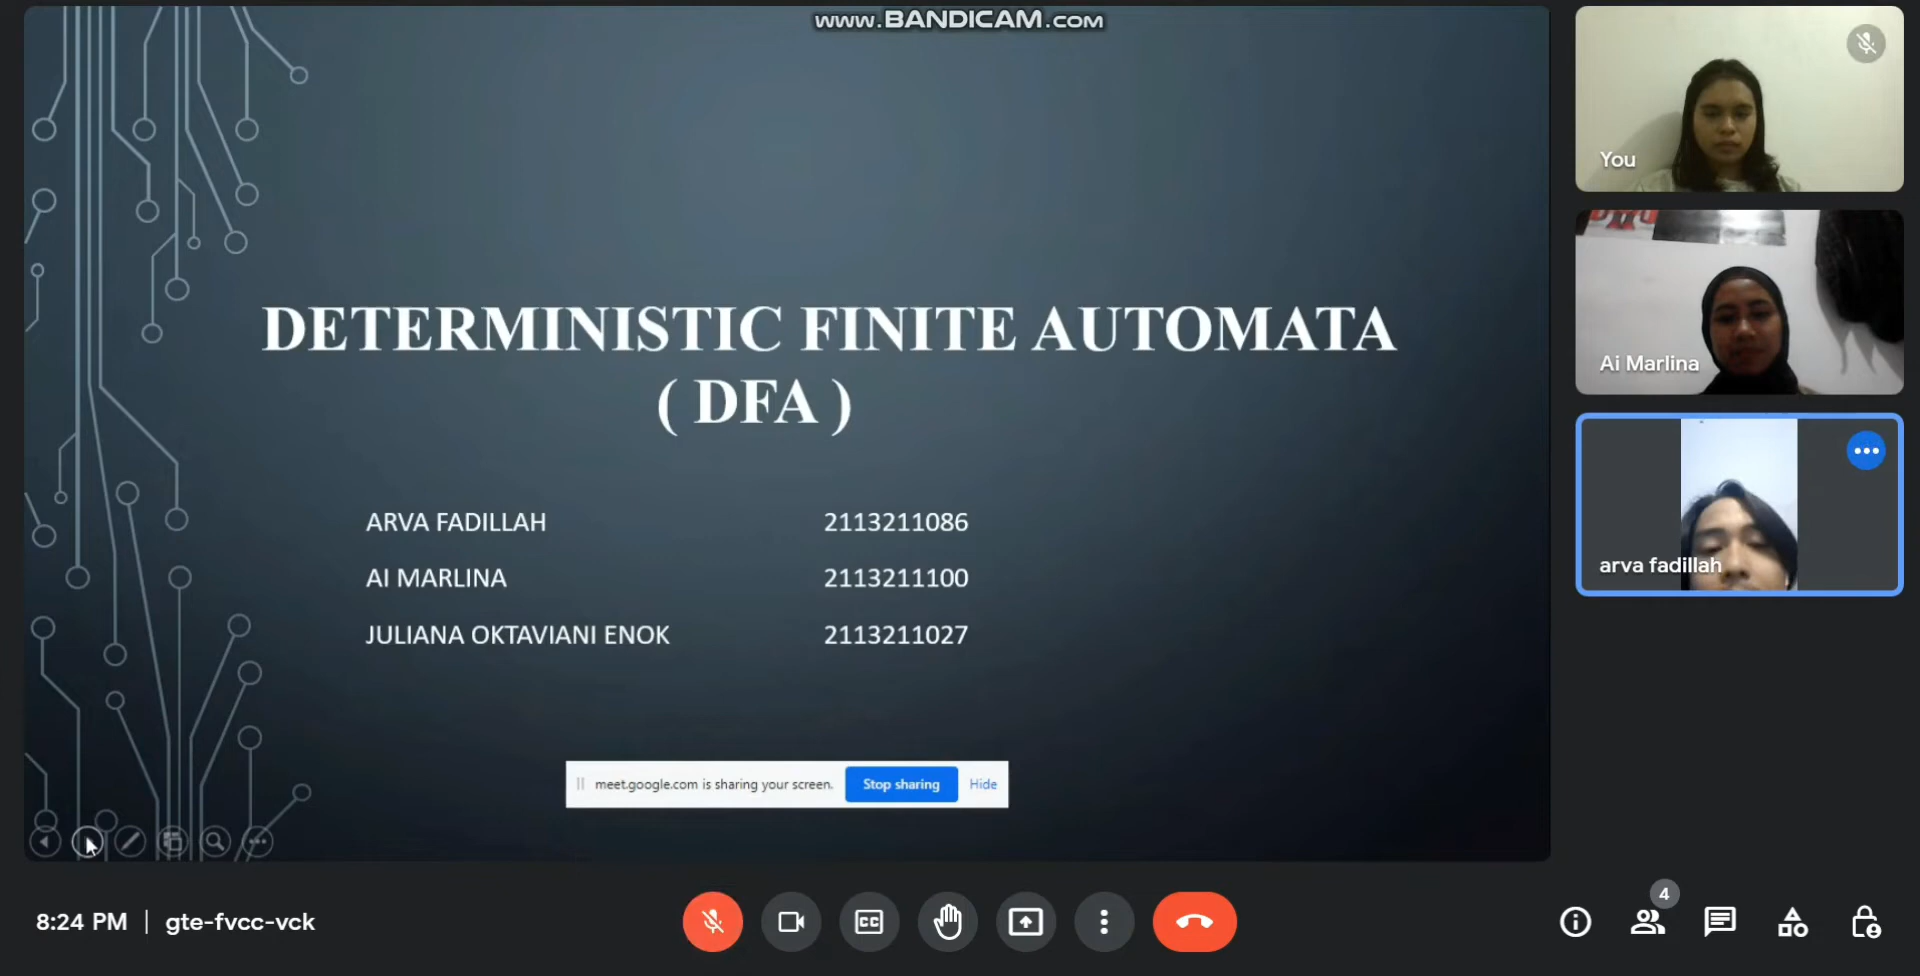 www.BANDICAM.com
DETERMINISTIC FINITE AUTOMATA
( DFA )
ARVA FADILLAH 2113211086
AI MARLINA 2113211100
JULIANA OKTAVIANI ENOK 2113211027
meet.google.com is sharing your screen. Stop sharing Hide
You
Ai Marlina
arva fadillah
8:24 PM | gte-fvcc-vck
CC
4